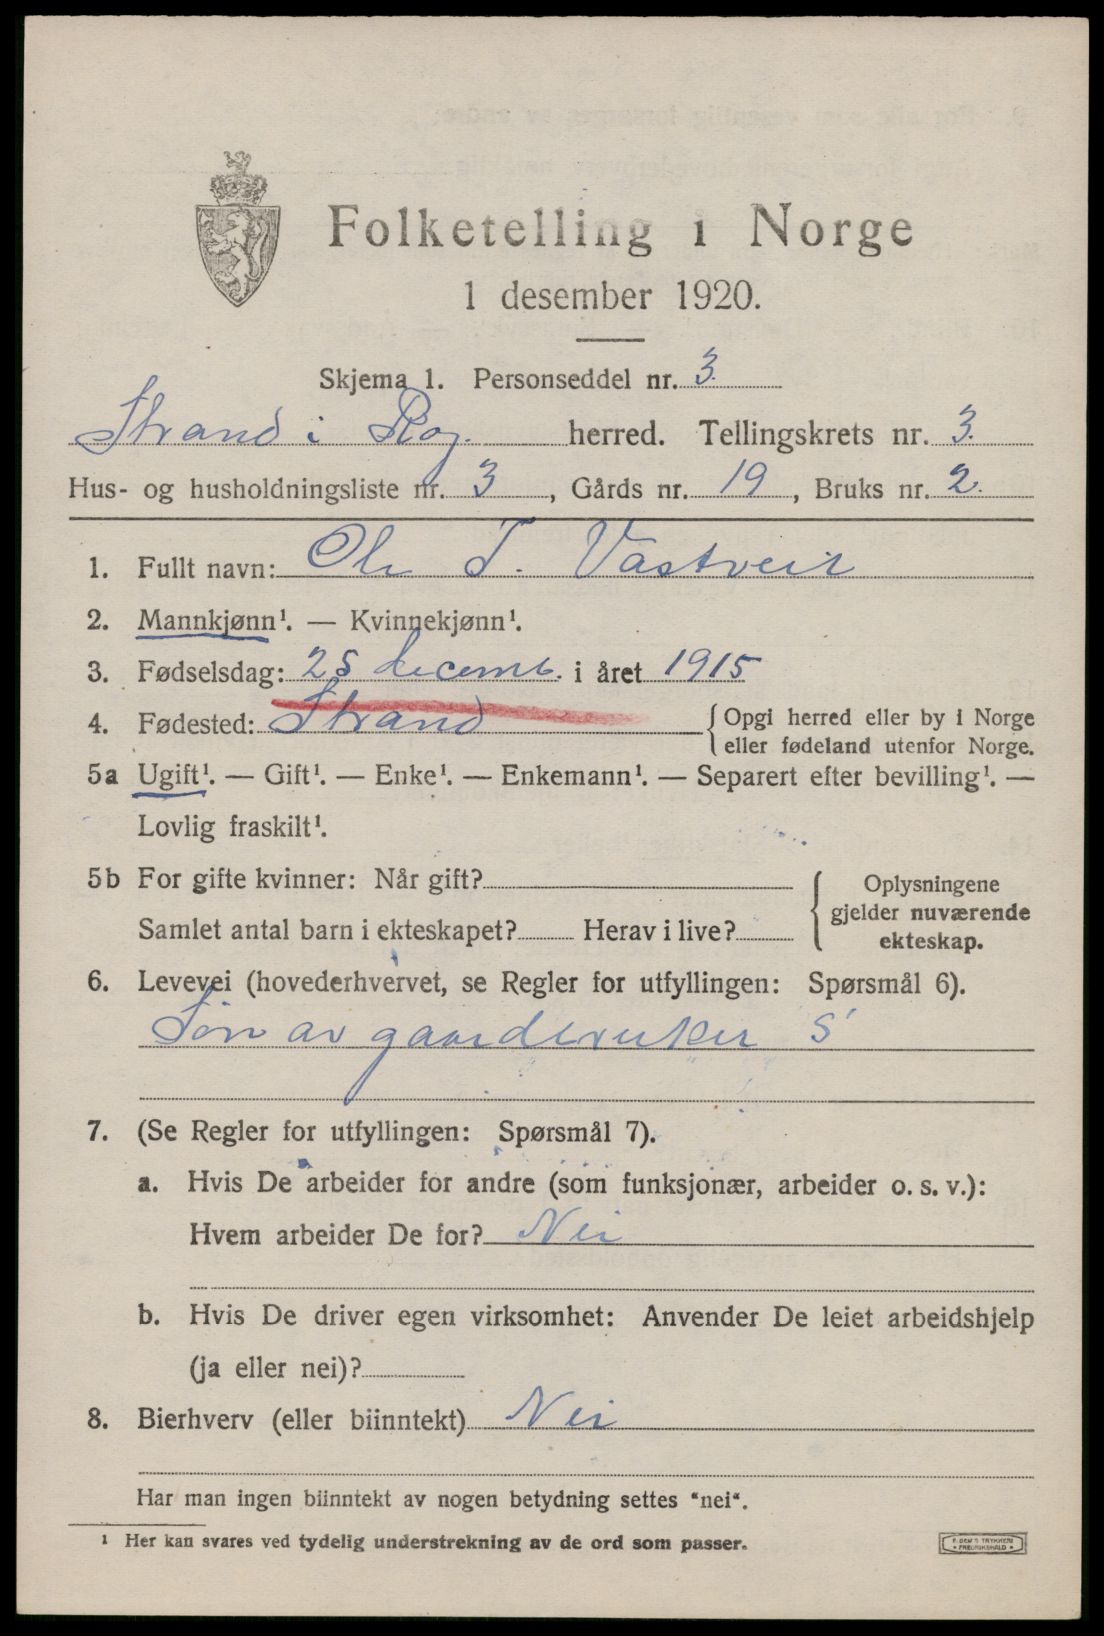 Folketelling i Norge
1 desember 1920.
Skjema 1. Personseddel nr. 3.
Strand i Rog. herred. Tellingskrets nr. 3.
Hus- og husholdningsliste nr. 3, Gårds nr. 19, Bruks nr. 2.
1. Fullt navn: Ole T. Vastveit
2. Mannkjønn¹. — Kvinnekjønn¹.
3. Fødselsdag: 25 decemb. i året 1915
4. Fødested: Strand {Opgi herred eller by i Norge
eller fødeland utenfor Norge.
5a Ugift¹. — Gift¹. — Enke¹. — Enkemann¹. — Separert efter bevilling¹. —
Lovlig fraskilt¹.
5b For gifte kvinner: Når gift?
Samlet antal barn i ekteskapet? Herav i live?
Oplysningene
gjelder nuværende
ekteskap.
6. Levevei (hovederhvervet, se Regler for utfyllingen: Spørsmål 6).
Søn av gaardbruker S
7. (Se Regler for utfyllingen: Spørsmål 7).
a. Hvis De arbeider for andre (som funksjonær, arbeider o. s. v.):
Hvem arbeider De for? Nei
b. Hvis De driver egen virksomhet: Anvender De leiet arbeidshjelp
(ja eller nei)?
8. Bierhverv (eller biinntekt) Nei
Har man ingen biinntekt av nogen betydning settes "nei".
¹ Her kan svares ved tydelig understrekning av de ord som passer.
TRYKKERI
FREDRIKSHALD